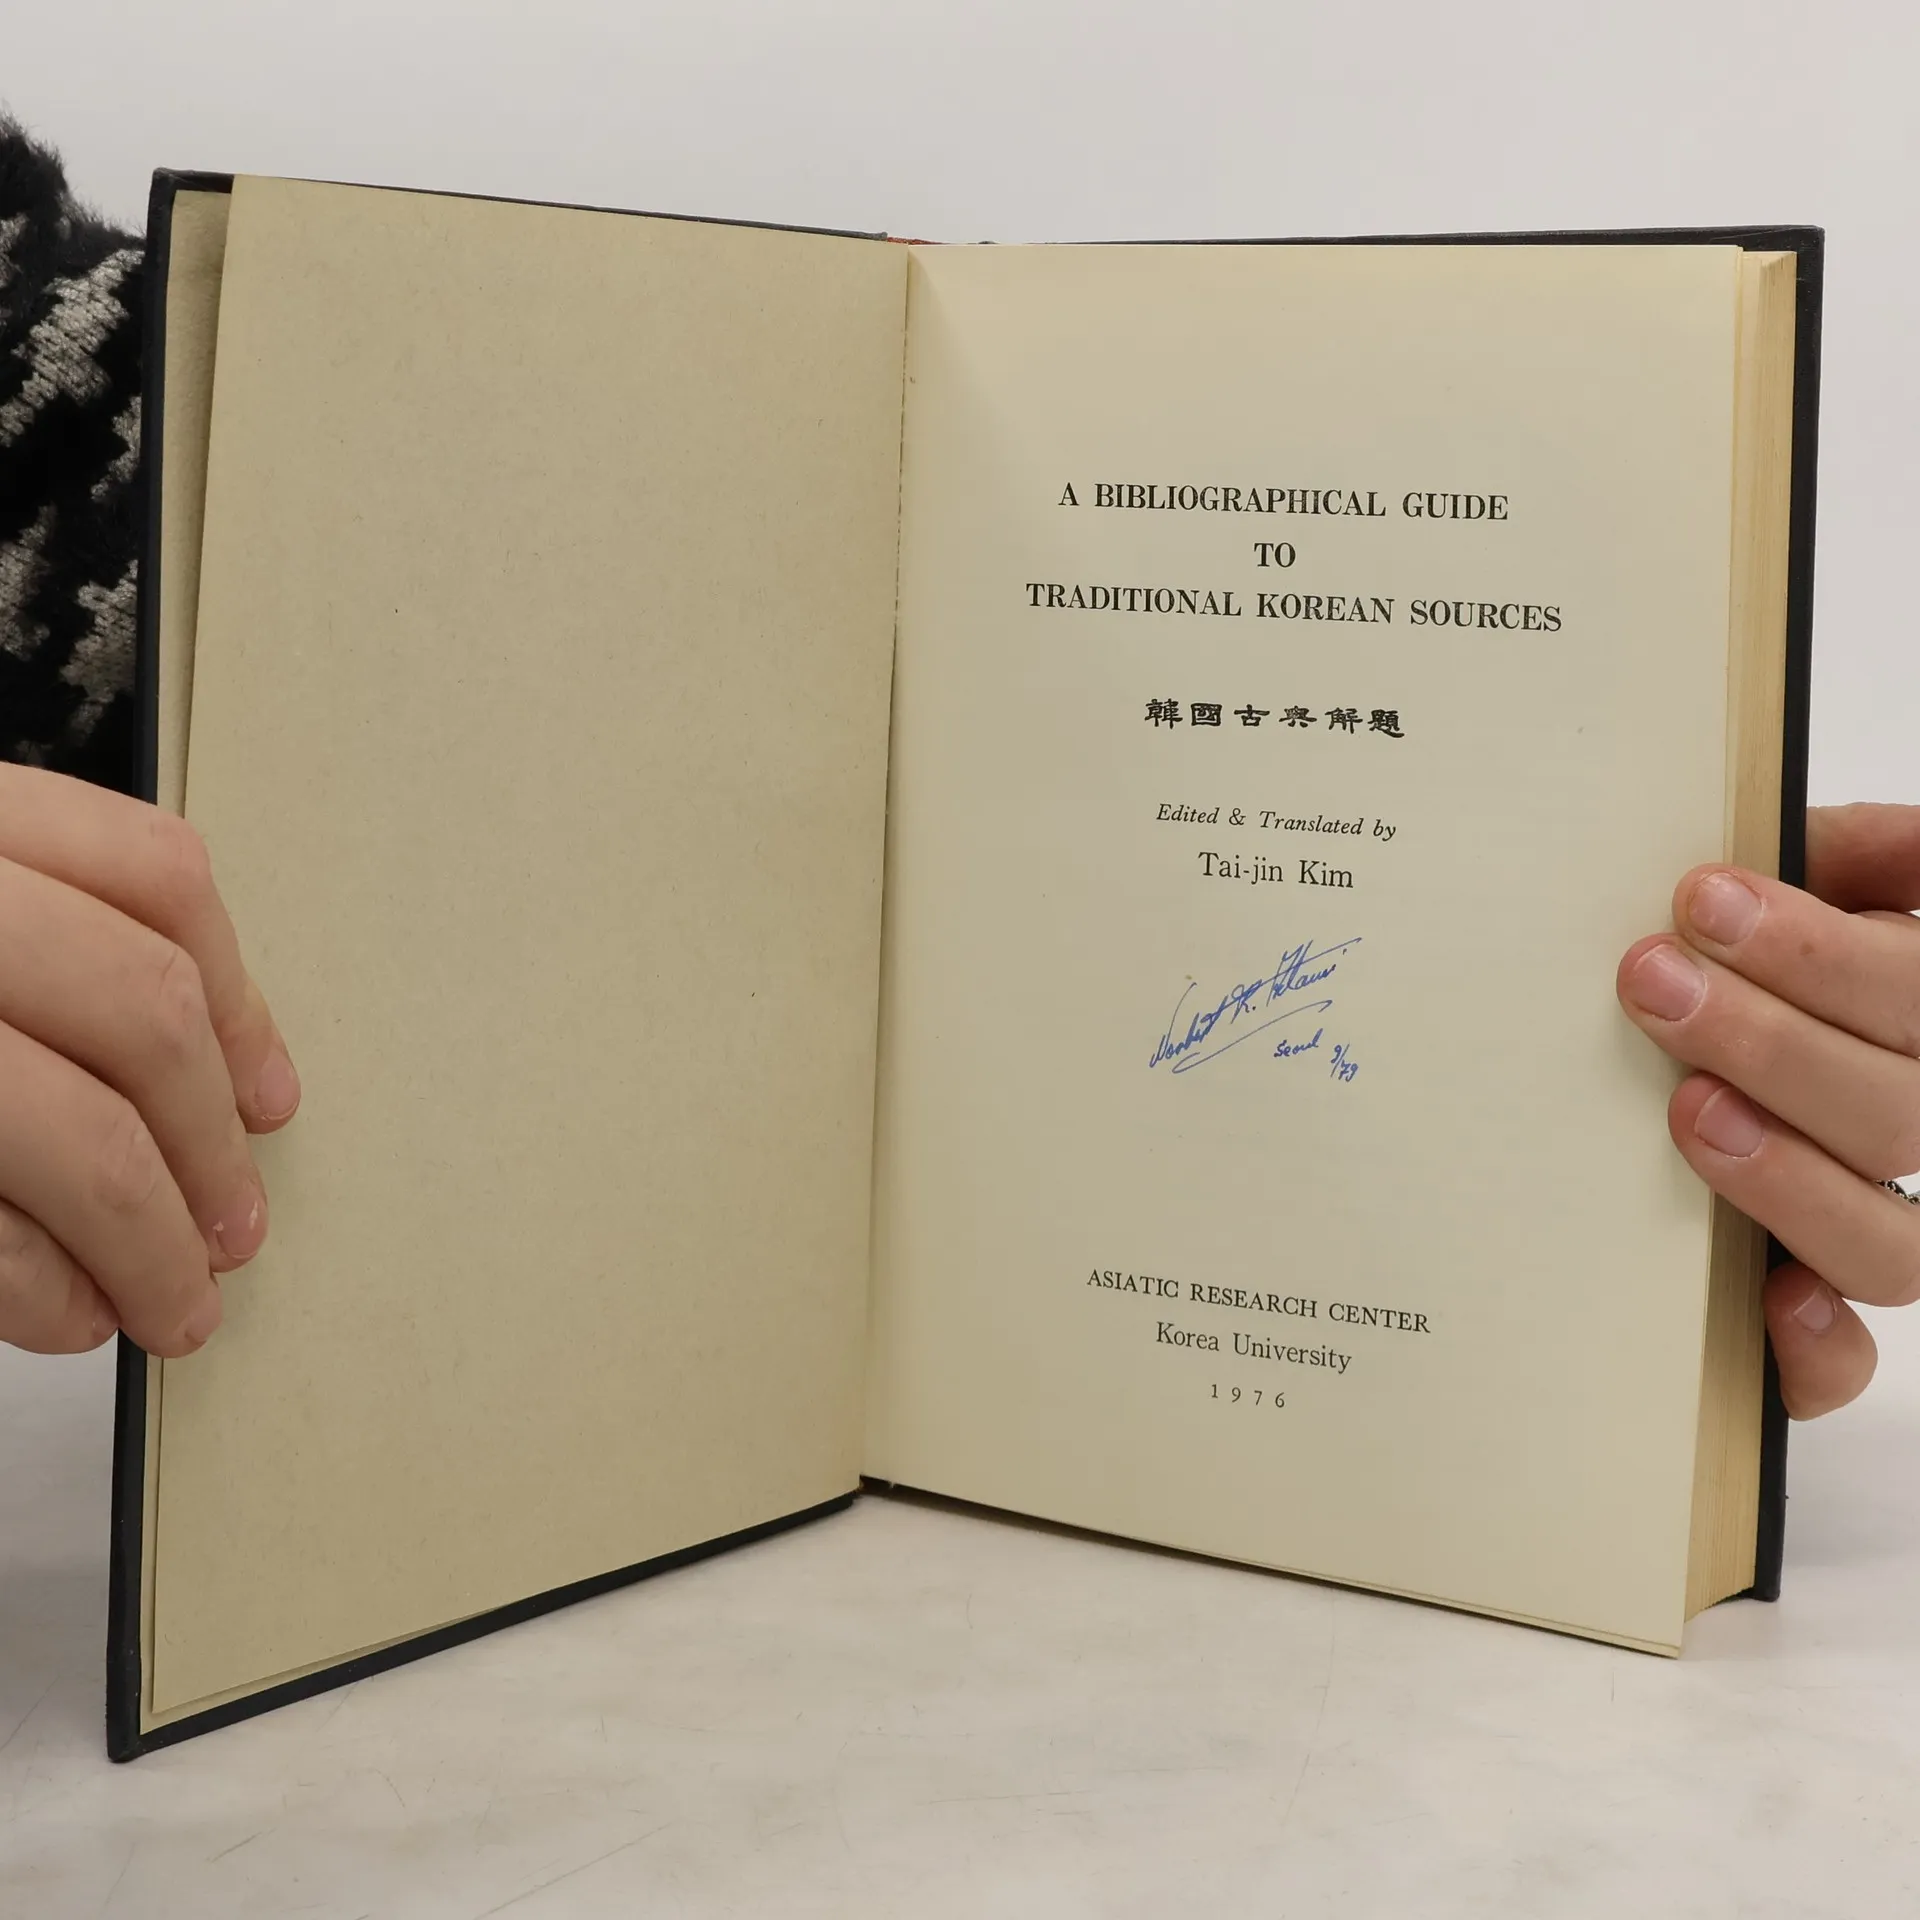 A BIBLIOGRAPHICAL GUIDE
TO
TRADITIONAL KOREAN SOURCES
韓國古典解題
Edited & Translated by
Tai-jin Kim
Norbert R.
Seoul 9/79
ASIATIC RESEARCH CENTER
Korea University
1976